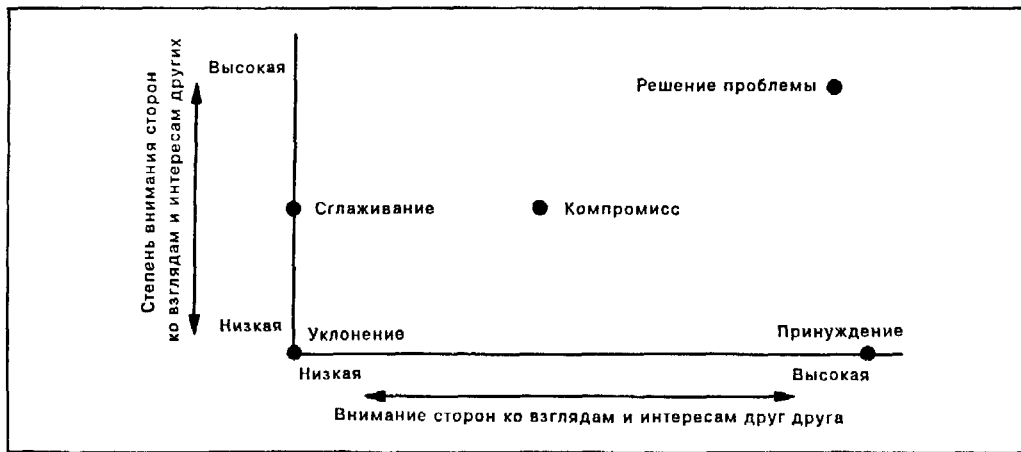 Степень внимания сторон
ко взглядам и интересам других
Высокая
Решение проблемы
Сглаживание
Компромисс
Низкая
Уклонение
Принуждение
Низкая
Высокая
Внимание сторон ко взглядам и интересам друг друга